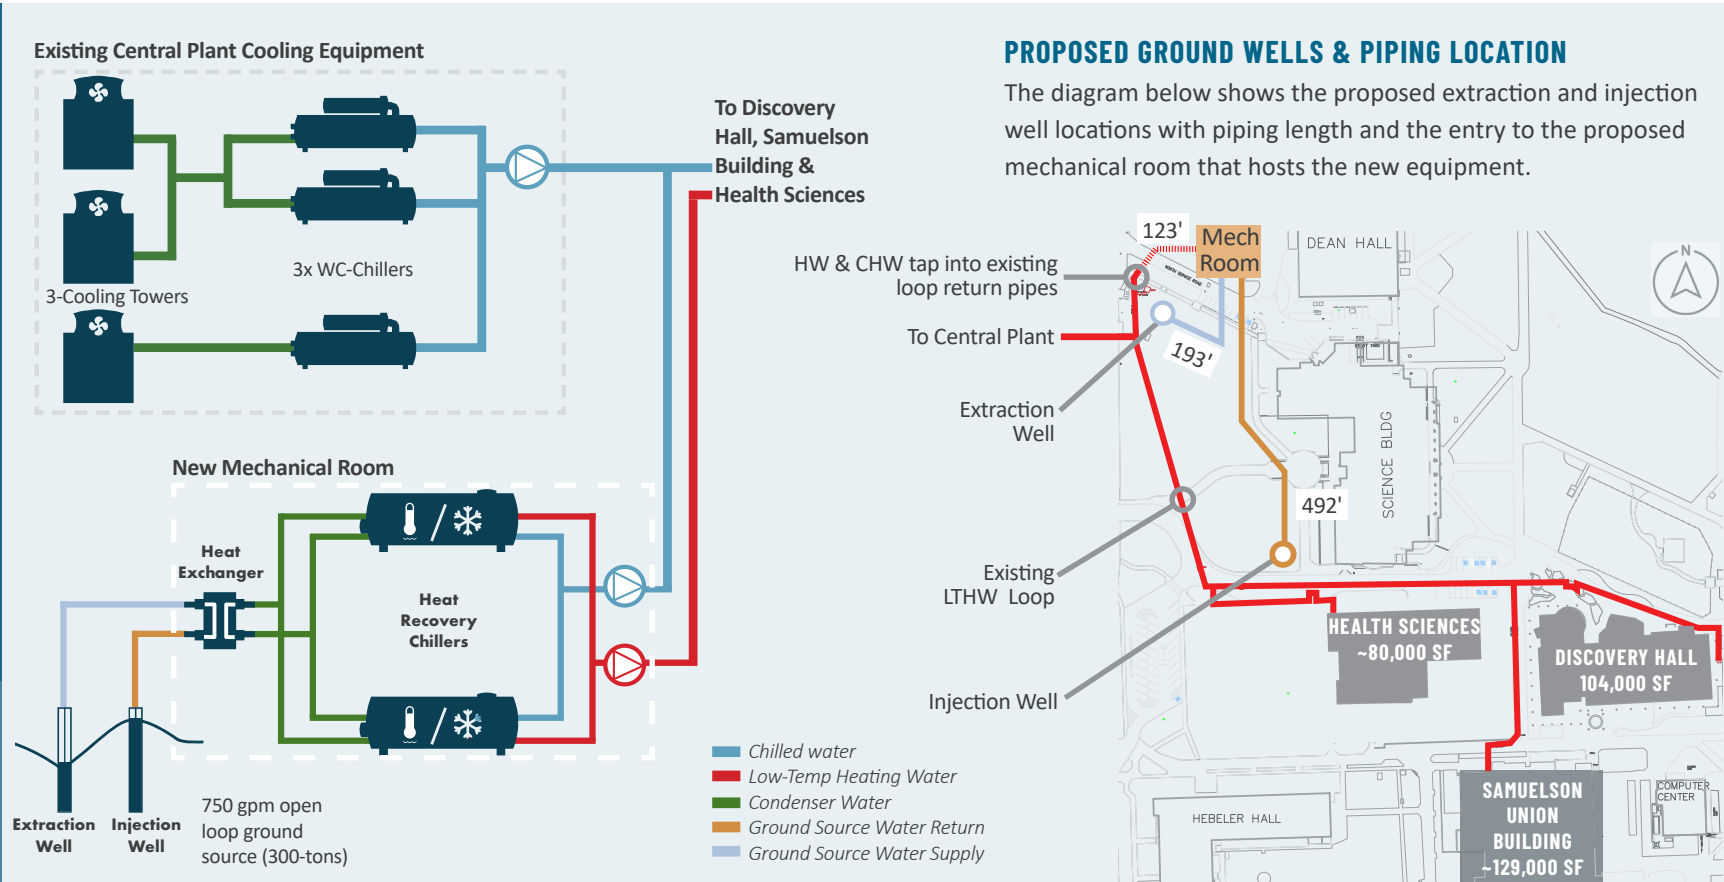 Existing Central Plant Cooling Equipment
3-Cooling Towers
3x WC-Chillers
To Discovery
Hall, Samuelson
Building &
Health Sciences
New Mechanical Room
Heat
Exchanger
Heat
Recovery
Chillers
Extraction
Well
Injection
Well
750 gpm open
loop ground
source (300-tons)
Chilled water
Low-Temp Heating Water
Condenser Water
Ground Source Water Return
Ground Source Water Supply
PROPOSED GROUND WELLS & PIPING LOCATION
The diagram below shows the proposed extraction and injection
well locations with piping length and the entry to the proposed
mechanical room that hosts the new equipment.
123'
Mech
Room
DEAN HALL
N
HW & CHW tap into existing
loop return pipes
NORTH SERVICE ROAD
To Central Plant
193'
Extraction
Well
SCIENCE BLDG
492'
Existing
LTHW Loop
Injection Well
HEALTH SCIENCES
~80,000 SF
DISCOVERY HALL
104,000 SF
SAMUELSON
UNION
BUILDING
~129,000 SF
COMPUTER
CENTER
HEBELER HALL